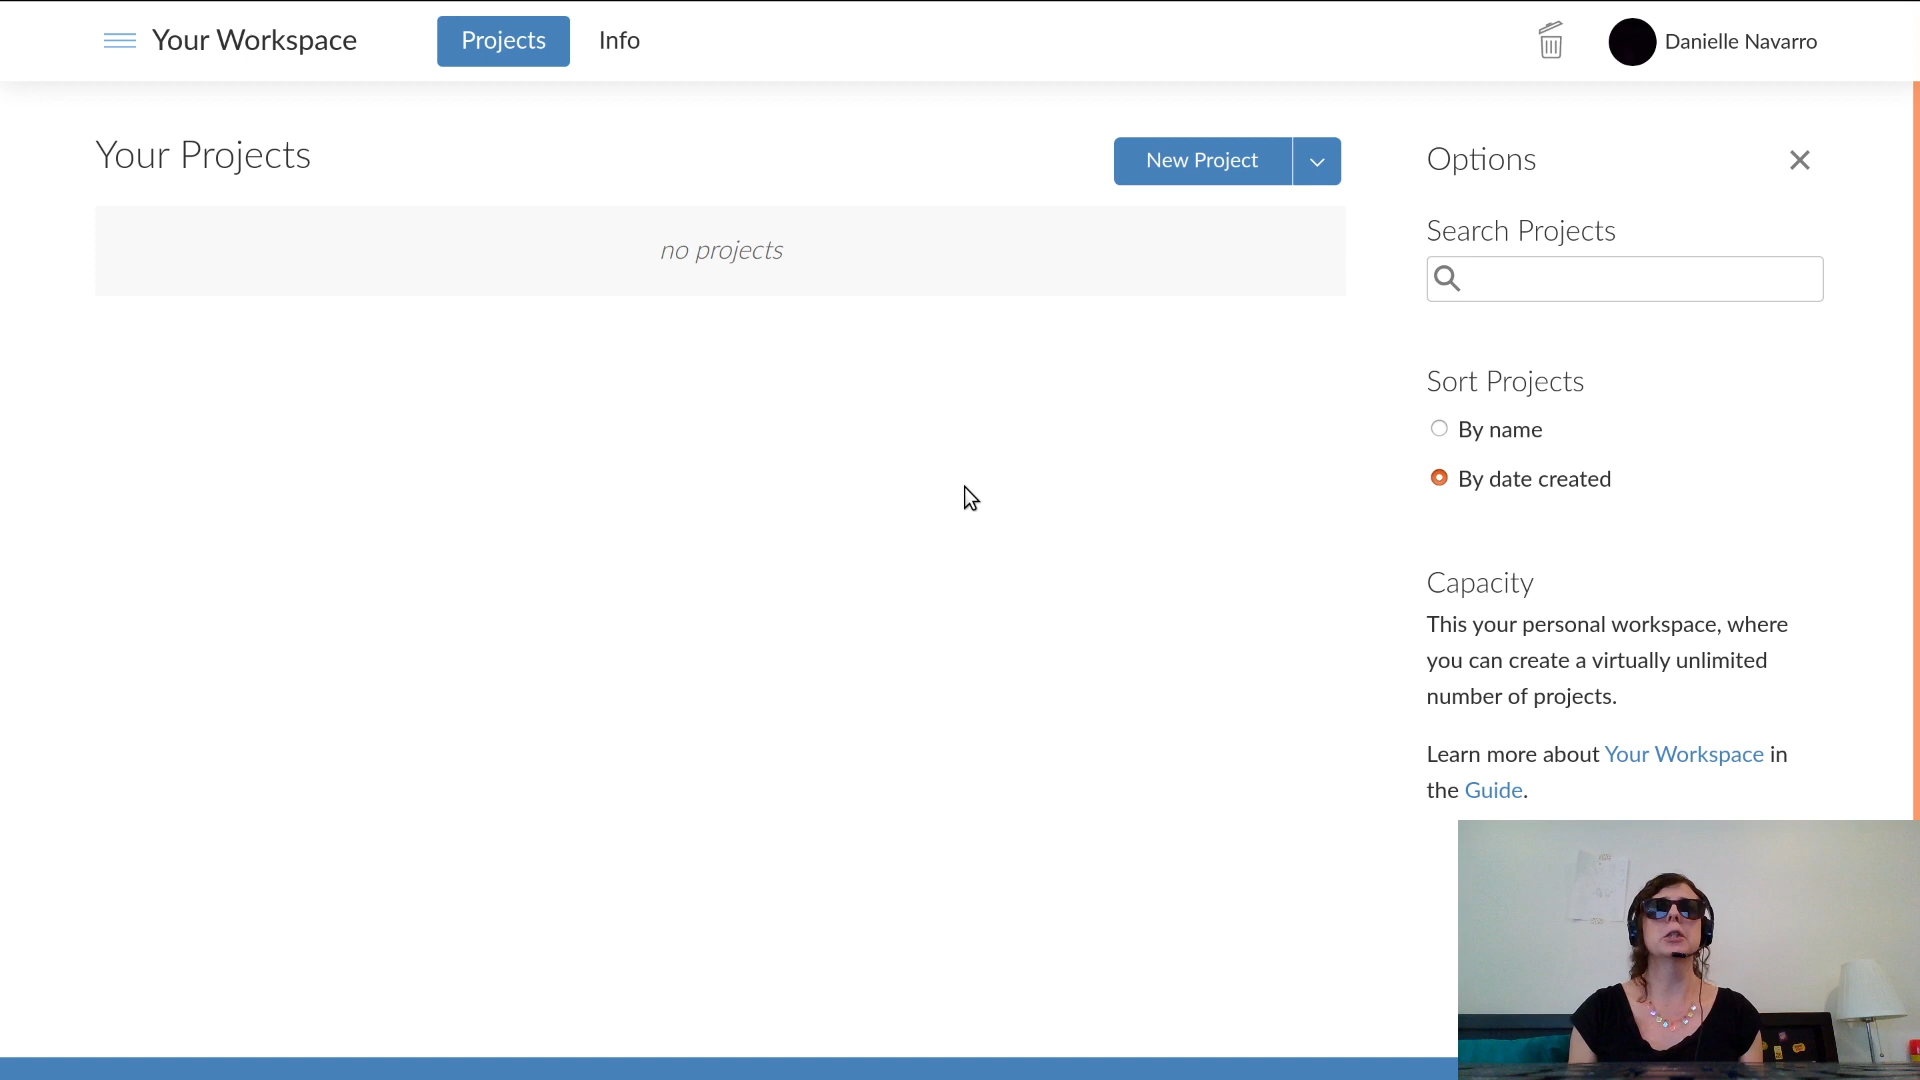 Your Workspace
Projects
Info
Danielle Navarro
Your Projects
New Project
no projects
Options
Search Projects
Sort Projects
By name
By date created
Capacity
This your personal workspace, where
you can create a virtually unlimited
number of projects.
Learn more about Your Workspace in
the Guide.